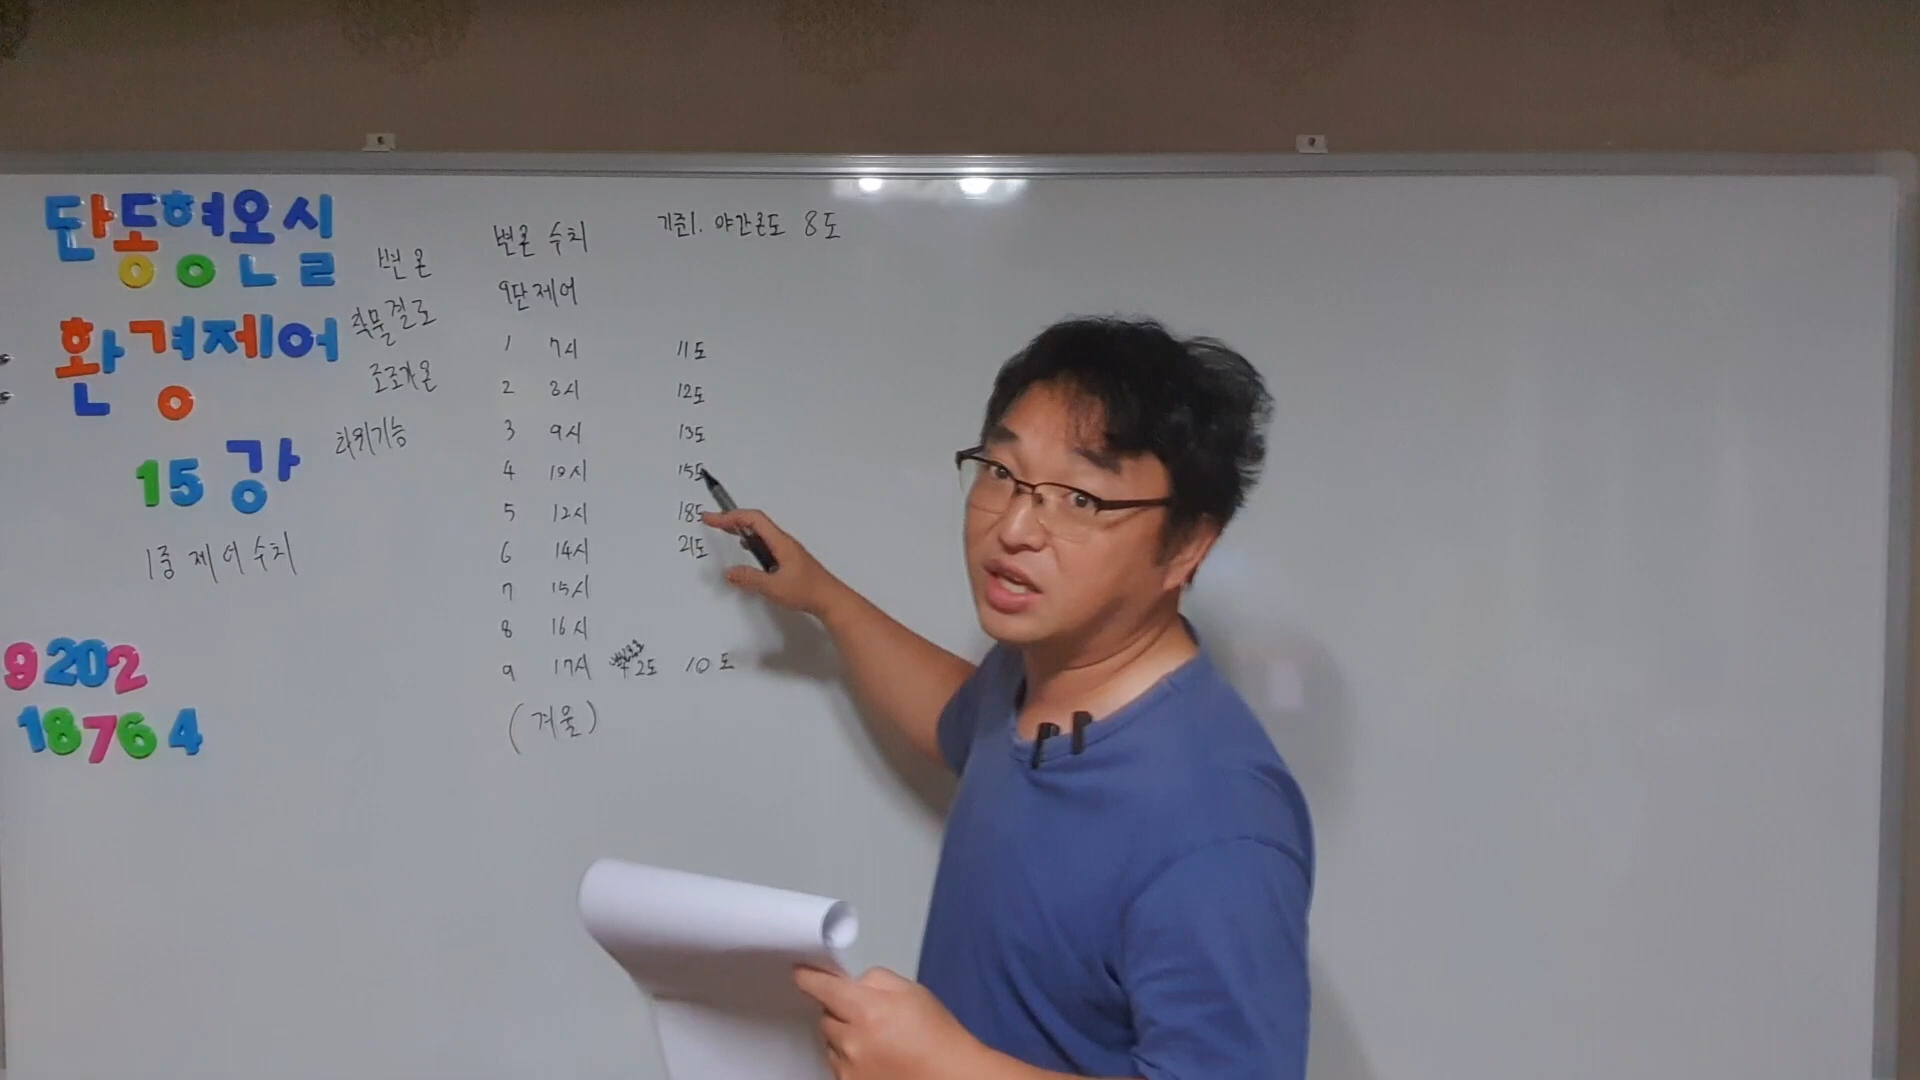 단동형온실
환경제어
15강
1중 제어수치
9202
18764
변온
작물결로
조조가온
하위기능
변온 수치
9단제어
기준1. 야간온도 8도
1 7시 11도
2 8시 12도
3 9시 13도
4 10시 15도
5 12시 18도
6 14시 21도
7 15시
8 16시
9 17시 2도 10도
(겨울)